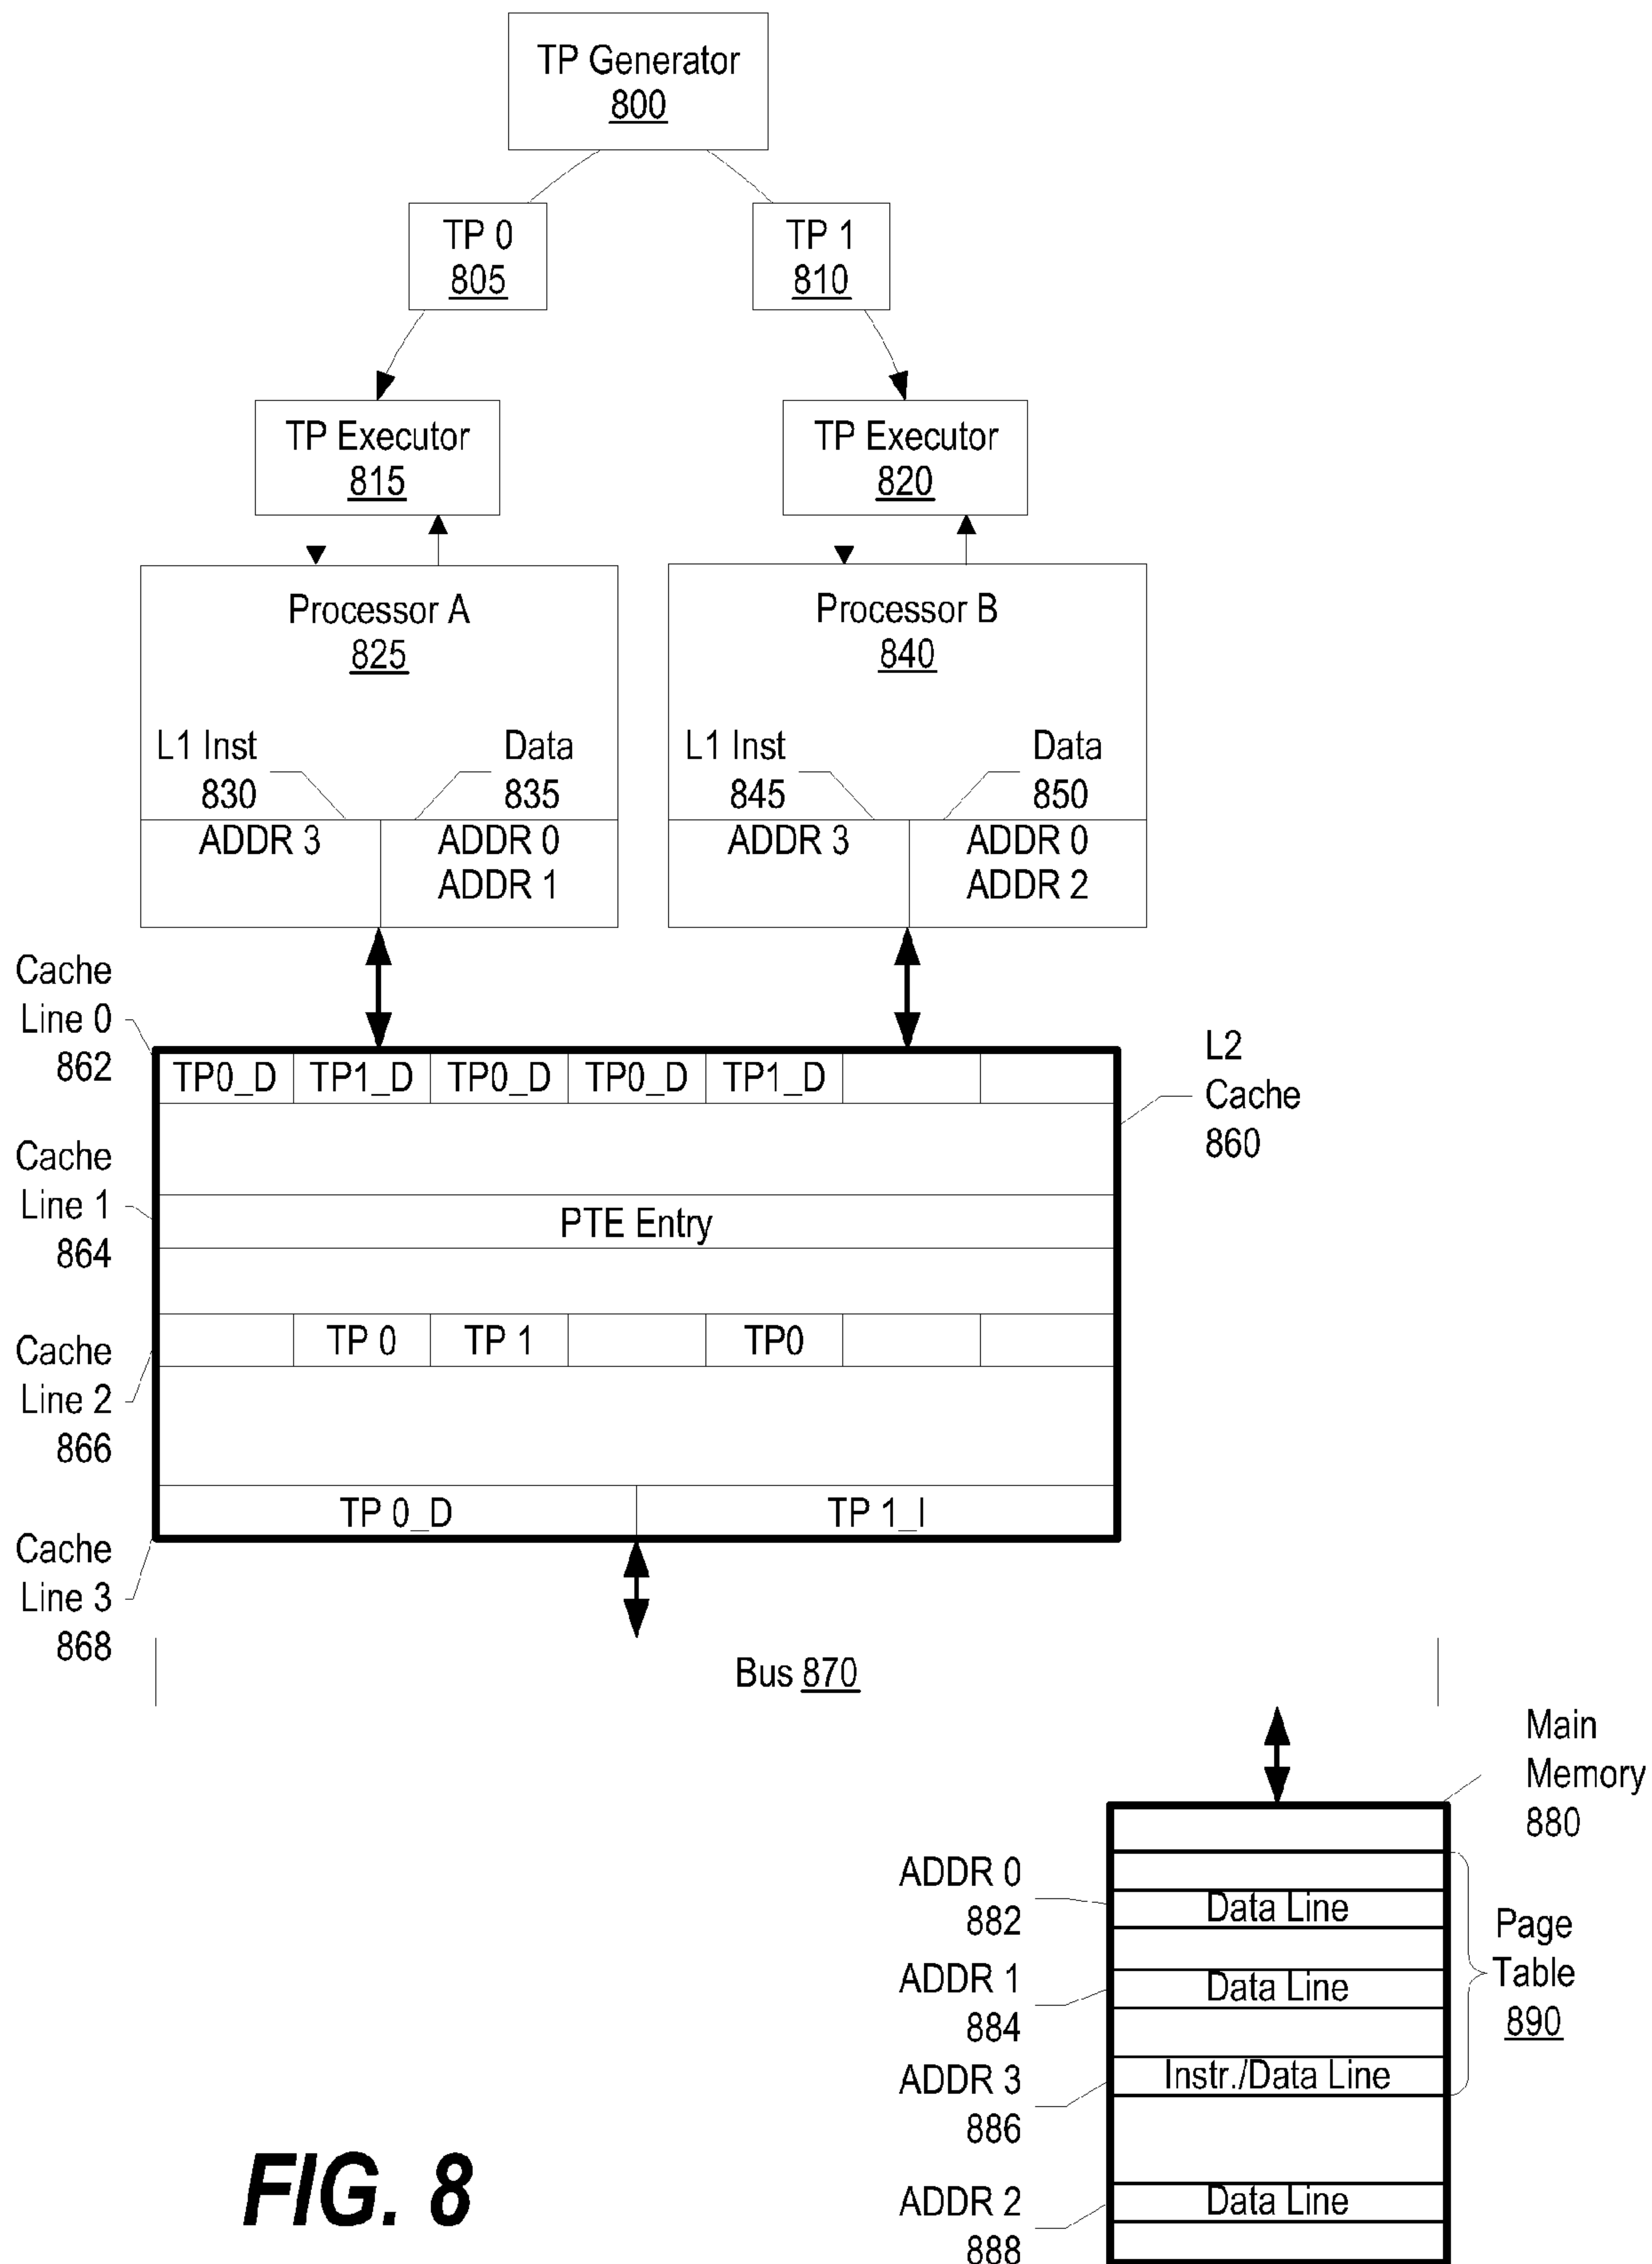 TP Generator
800
TP 0
805
TP 1
810
TP Executor
815
TP Executor
820
Processor A
825
Processor B
840
L1 Inst
830
Data
835
L1 Inst
845
Data
850
ADDR 3
ADDR 0
ADDR 1
ADDR 3
ADDR 0
ADDR 2
Cache
Line 0
862
TP0_D TP1_D TP0_D TP0_D TP1_D
L2
Cache
860
Cache
Line 1
864
PTE Entry
Cache
Line 2
866
TP 0 TP 1 TP0
Cache
Line 3
868
TP 0_D TP 1_I
Bus 870
Main
Memory
880
ADDR 0
882
Data Line
ADDR 1
884
Data Line
Page
Table
890
ADDR 3
886
Instr./Data Line
ADDR 2
888
Data Line
FIG. 8